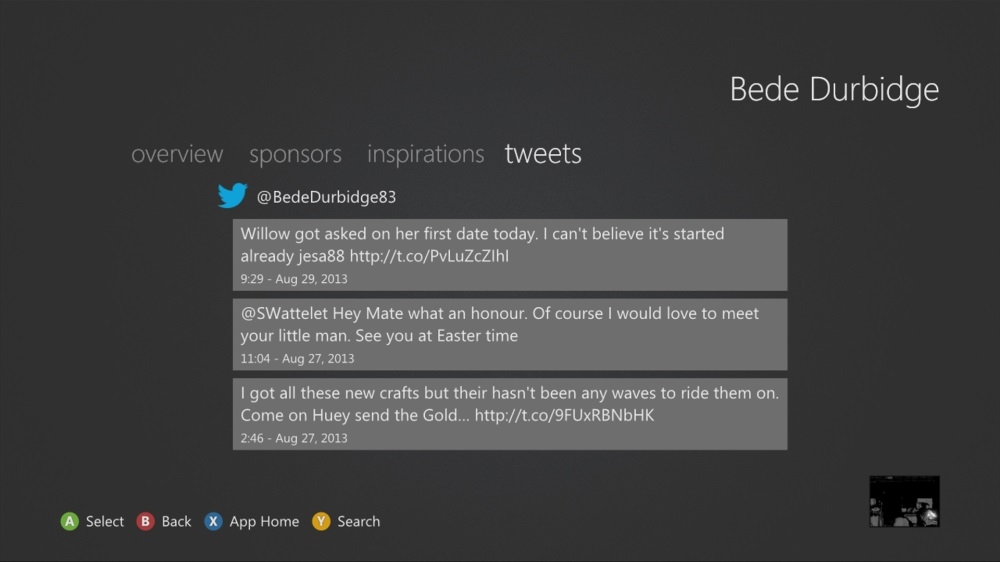 Bede Durbidge
overview sponsors inspirations tweets
@BedeDurbidge83
Willow got asked on her first date today. I can't believe it's started
already jesa88 http://t.co/PvLuZcZlhl
9:29 - Aug 29, 2013
@SWattelet Hey Mate what an honour. Of course I would love to meet
your little man. See you at Easter time
11:04 - Aug 27, 2013
I got all these new crafts but their hasn't been any waves to ride them on.
Come on Huey send the Gold... http://t.co/9FUxRBNbHK
2:46 - Aug 27, 2013
A Select B Back X App Home Y Search